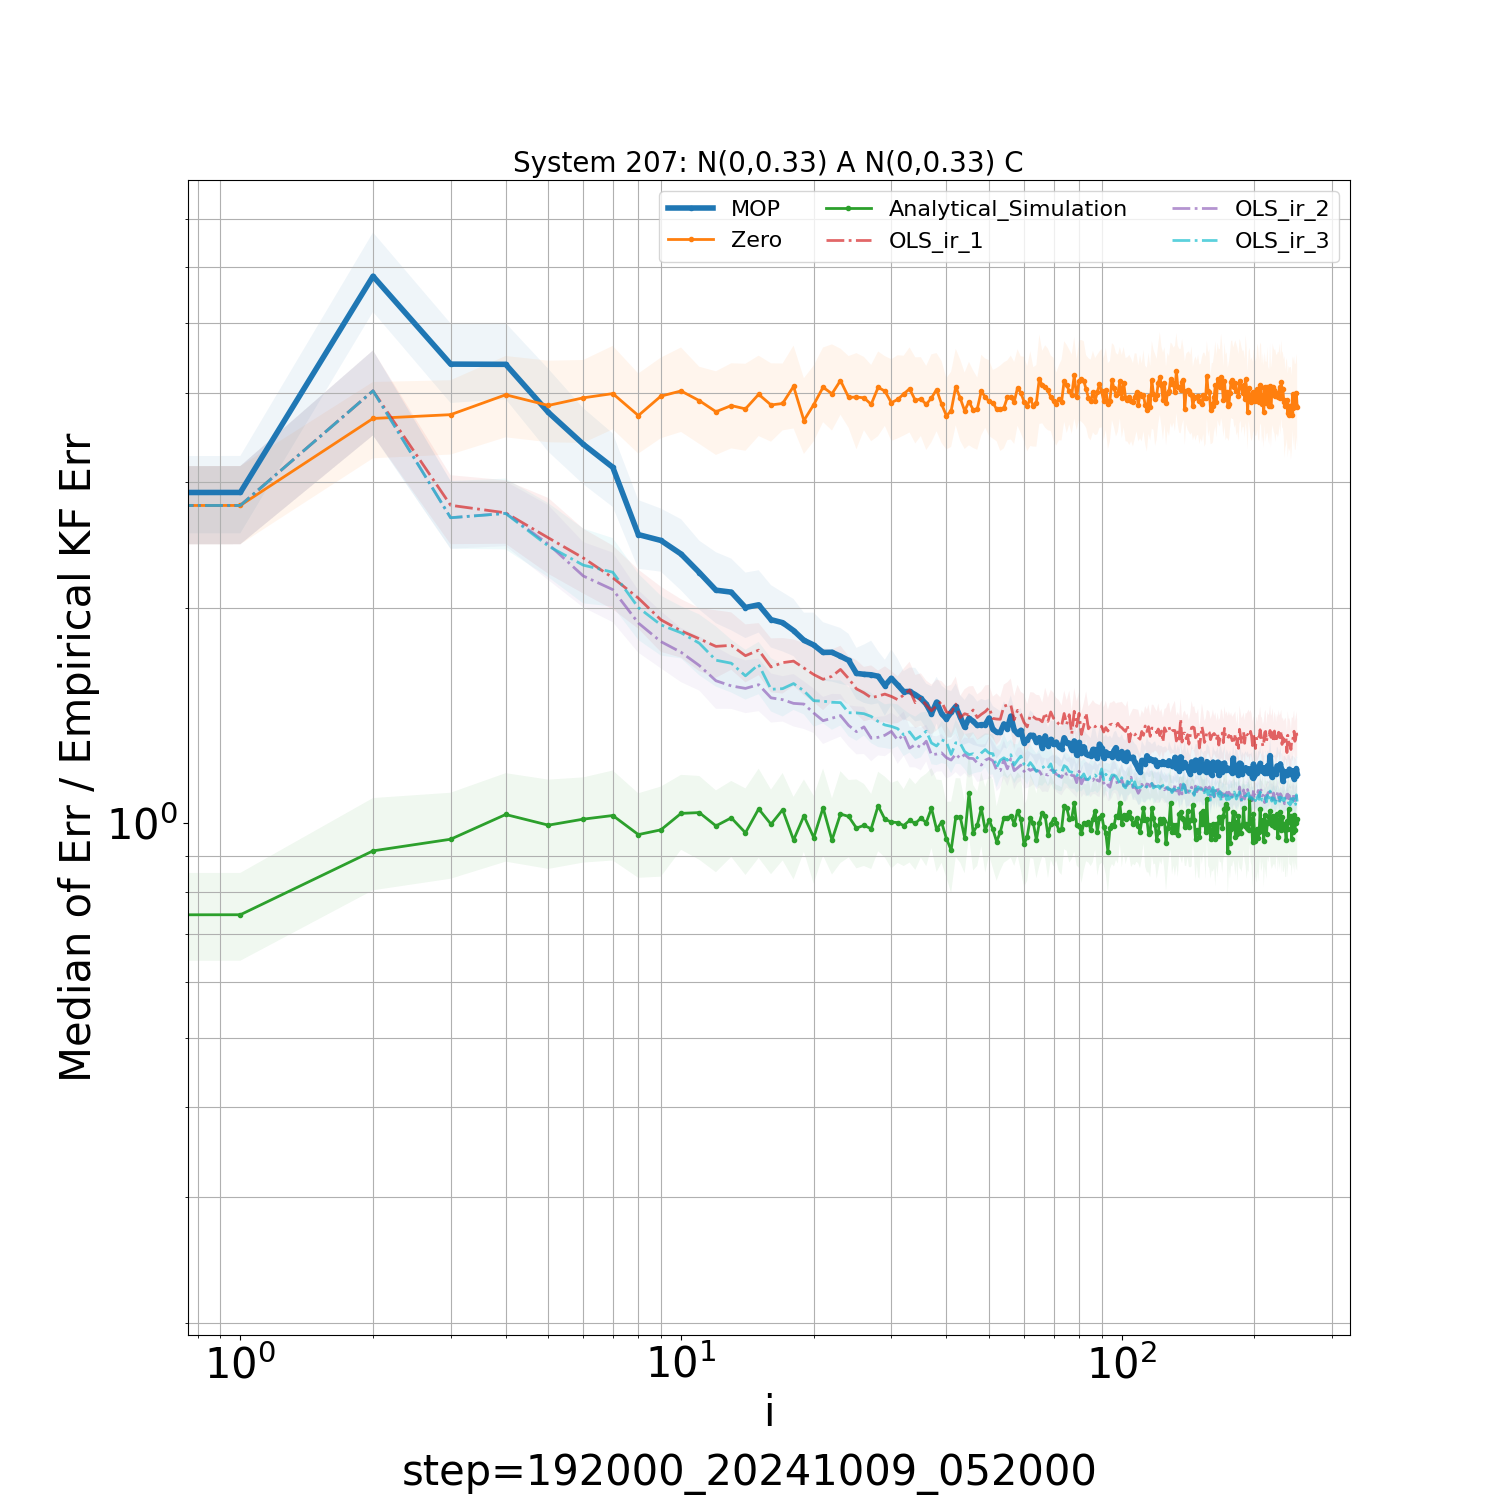 System 207: N(0,0.33) A N(0,0.33) C
MOP
Zero
Analytical_Simulation
OLS_ir_1
OLS_ir_2
OLS_ir_3
Median of Err / Empirical KF Err
10⁰
10⁰
10¹
10²
i
step=192000_20241009_052000